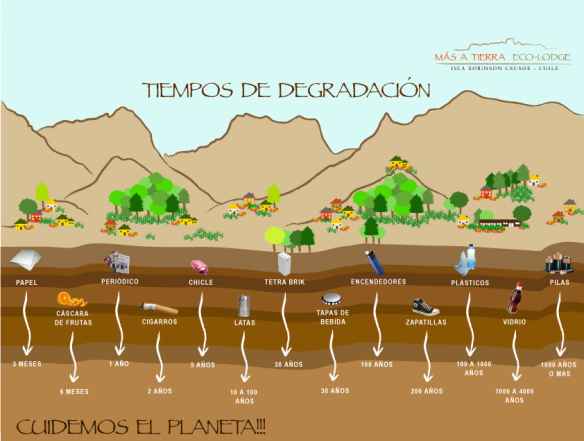 MÁS A TIERRA ECO-LODGE
ISLA ROBINSON CRUSOE - CHILE
TIEMPOS DE DEGRADACIÓN
PAPEL
PERIODICO
CHICLE
TETRA BRIK
ENCENDEDORES
PLÁSTICOS
PILAS
CÁSCARA
DE FRUTAS
CIGARROS
LATAS
TAPAS DE
BEBIDA
ZAPATILLAS
VIDRIO
3 MESES
1 AÑO
5 AÑOS
30 AÑOS
100 AÑOS
100 A 1000
AÑOS
1000 AÑOS
O MAS
6 MESES
2 AÑOS
10 A 100
AÑOS
30 AÑOS
200 AÑOS
1000 A 4000
AÑOS
CUIDEMOS EL PLANETA!!!